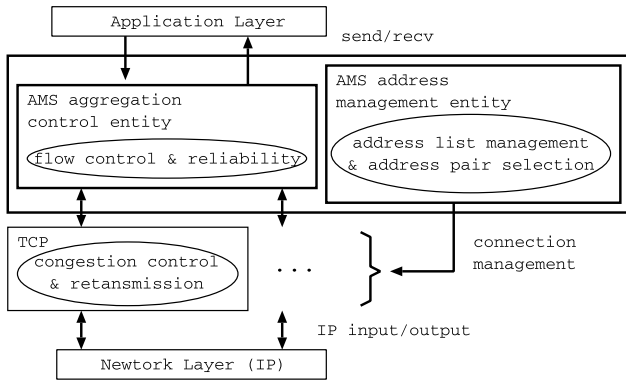 Application Layer
send/recv
AMS aggregation
control entity
flow control & reliability
AMS address
management entity
address list management
& address pair selection
TCP
congestion control
& retansmission
...
connection
management
IP input/output
Newtork Layer (IP)